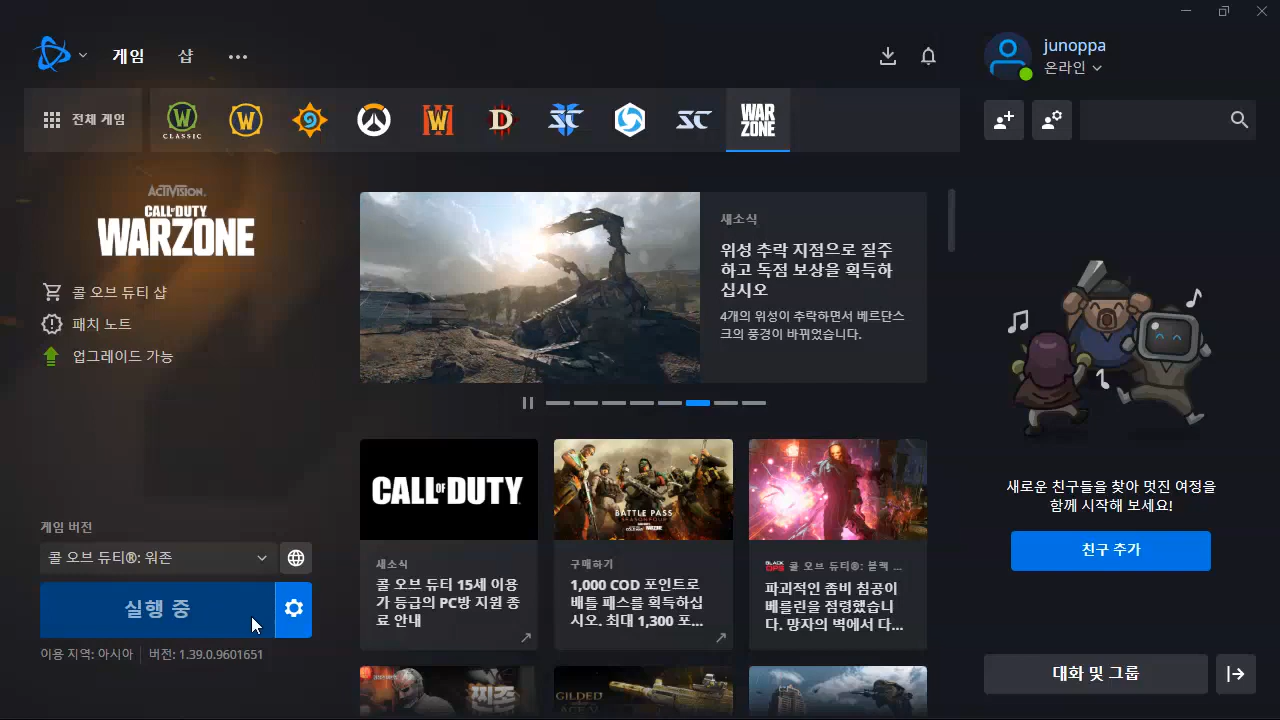 게임
샵
junoppa
온라인
전체 게임
W
CLASSIC
W
W
D
SC
WAR
ZONE
ACTIVISION.
CALL OF DUTY
WARZONE
콜 오브 듀티 샵
패치 노트
업그레이드 가능
새소식
위성 추락 지점으로 질주
하고 독점 보상을 획득하
십시오
4개의 위성이 추락하면서 베르단스
크의 풍경이 바뀌었습니다.
CALL OF DUTY
BATTLE PASS
SEASON FOUR
새소식
콜 오브 듀티 15세 이용
가 등급의 PC방 지원 종
료 안내
구매하기
1,000 COD 포인트로
배틀 패스를 획득하십
시오. 최대 1,300 포...
BLACK
OPS
콜 오브 듀티®: 블랙 ...
파괴적인 좀비 침공이
베를린을 점령했습니
다. 망자의 벽에서 다...
찌준
GILDED
새로운 친구들을 찾아 멋진 여정을
함께 시작해 보세요!
친구 추가
게임 버전
콜 오브 듀티®: 워존
실행 중
이용 지역: 아시아
버전: 1.39.0.9601651
대화 및 그룹